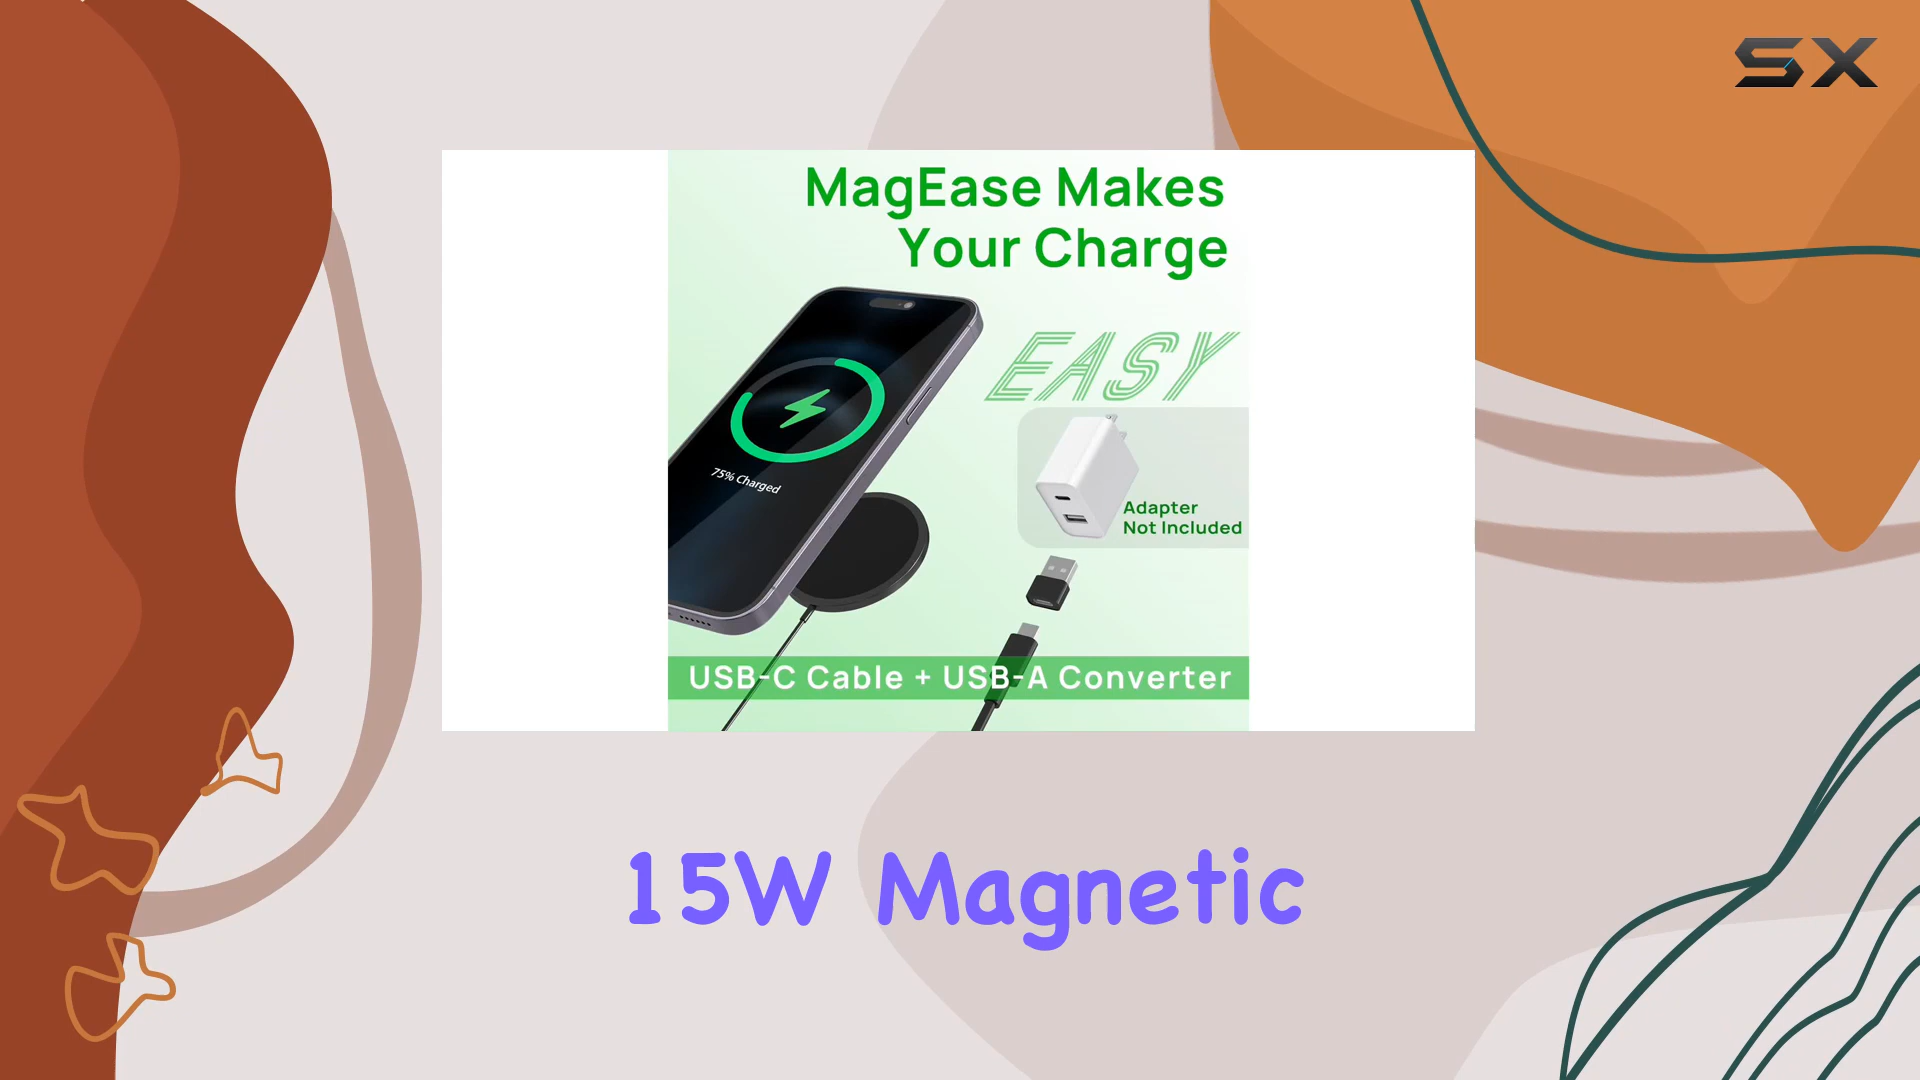 SX
MagEase Makes
Your Charge
EASY
75% Charged
Adapter
Not Included
USB-C Cable + USB-A Converter
15W Magnetic